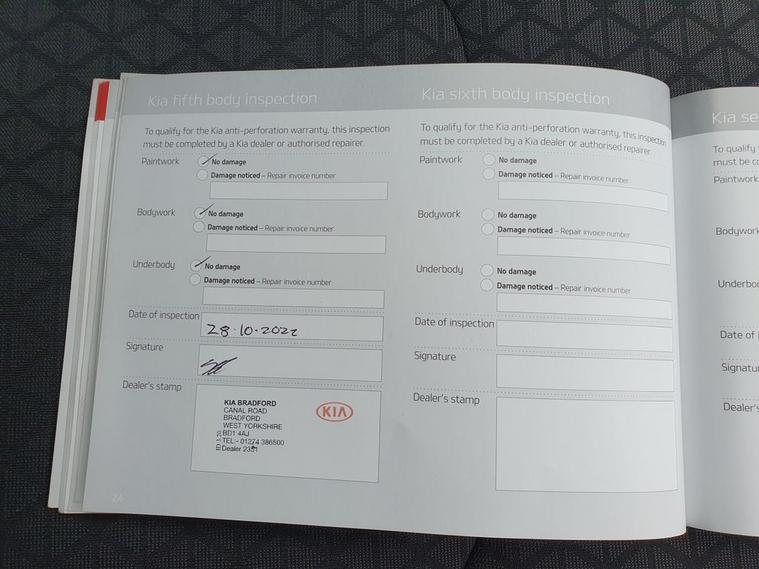 Kia fifth body inspection
To qualify for the Kia anti-perforation warranty, this inspection
must be completed by a Kia dealer or authorised repairer.
Paintwork
No damage
Damage noticed – Repair invoice number
Bodywork
No damage
Damage noticed – Repair invoice number
Underbody
No damage
Damage noticed – Repair invoice number
Date of inspection
28·10·2022
Signature
Dealer's stamp
KIA BRADFORD
CANAL ROAD
BRADFORD
WEST YORKSHIRE
BD1 4AJ
TEL:- 01274 386500
Dealer 2351
KIA
24
Kia sixth body inspection
To qualify for the Kia anti-perforation warranty, this inspection
must be completed by a Kia dealer or authorised repairer.
Paintwork
No damage
Damage noticed – Repair invoice number
Bodywork
No damage
Damage noticed – Repair invoice number
Underbody
No damage
Damage noticed – Repair invoice number
Date of inspection
Signature
Dealer's stamp
Kia se
To qualify
must be co
Paintwork
Bodywork
Underbo
Date of i
Signatu
Dealer's